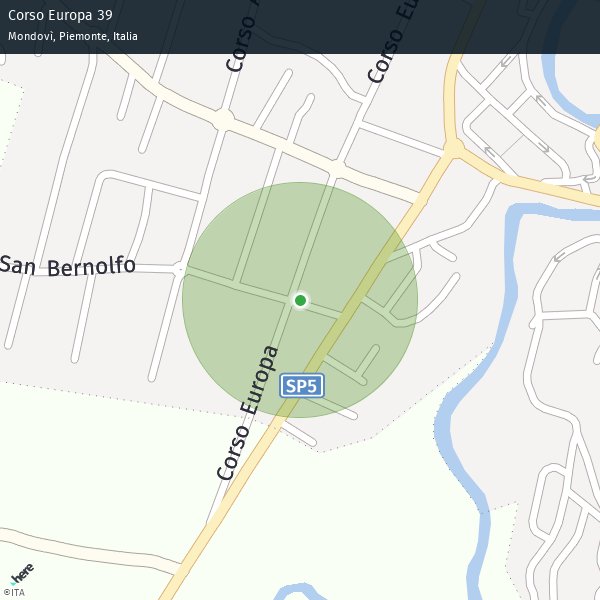 Corso Europa 39
Mondovì, Piemonte, Italia
Corso A
Corso Eu
San Bernolfo
Corso Europa
SP5
here
©ITA